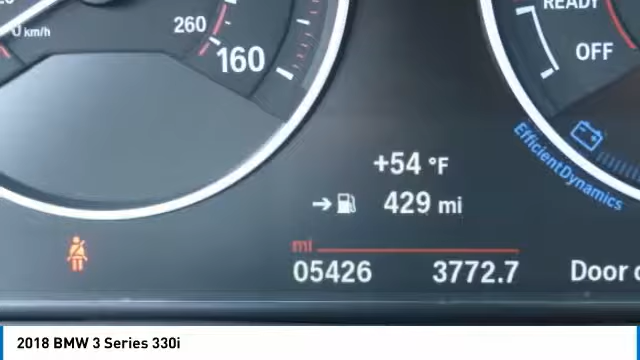 READY
0 km/h
260
160
OFF
EfficientDynamics
+54 °F
429 mi
mi
05426 3772.7 Door
2018 BMW 3 Series 330i